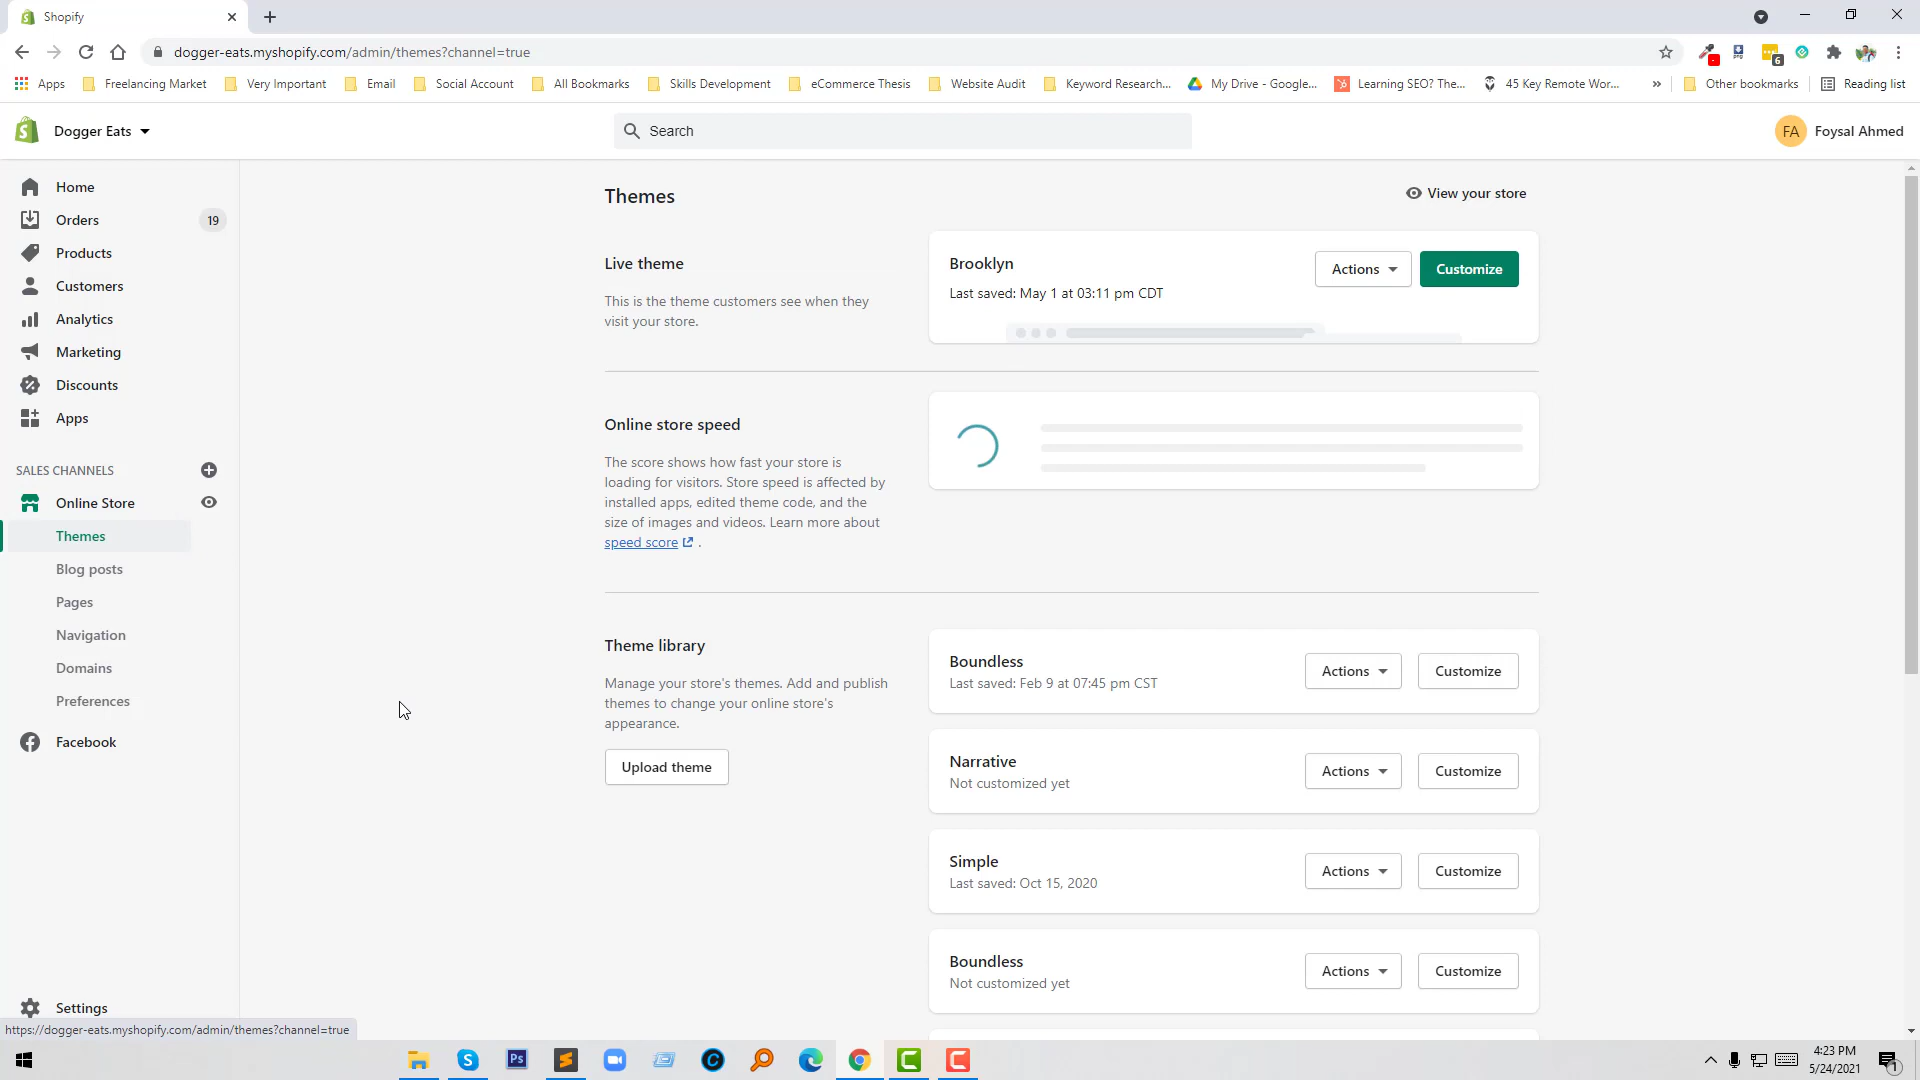 Shopify
dogger-eats.myshopify.com/admin/themes?channel=true
6
Apps
Freelancing Market
Very Important
Email
Social Account
All Bookmarks
Skills Development
eCommerce Thesis
Website Audit
Keyword Research...
My Drive - Google...
Learning SEO? The...
45 Key Remote Wor...
»
Other bookmarks
Reading list
Dogger Eats
Search
FA
Foysal Ahmed
Home
Orders
19
Products
Customers
Analytics
Marketing
Discounts
Apps
SALES CHANNELS
Online Store
Themes
Blog posts
Pages
Navigation
Domains
Preferences
Facebook
Settings
https://dogger-eats.myshopify.com/admin/themes?channel=true
Themes
View your store
Live theme
This is the theme customers see when they
visit your store.
Brooklyn
Last saved: May 1 at 03:11 pm CDT
Actions
Customize
Online store speed
The score shows how fast your store is
loading for visitors. Store speed is affected by
installed apps, edited theme code, and the
size of images and videos. Learn more about
speed score .
Theme library
Manage your store's themes. Add and publish
themes to change your online store's
appearance.
Upload theme
Boundless
Last saved: Feb 9 at 07:45 pm CST
Actions
Customize
Narrative
Not customized yet
Actions
Customize
Simple
Last saved: Oct 15, 2020
Actions
Customize
Boundless
Not customized yet
Actions
Customize
Ps
4:23 PM
5/24/2021
1